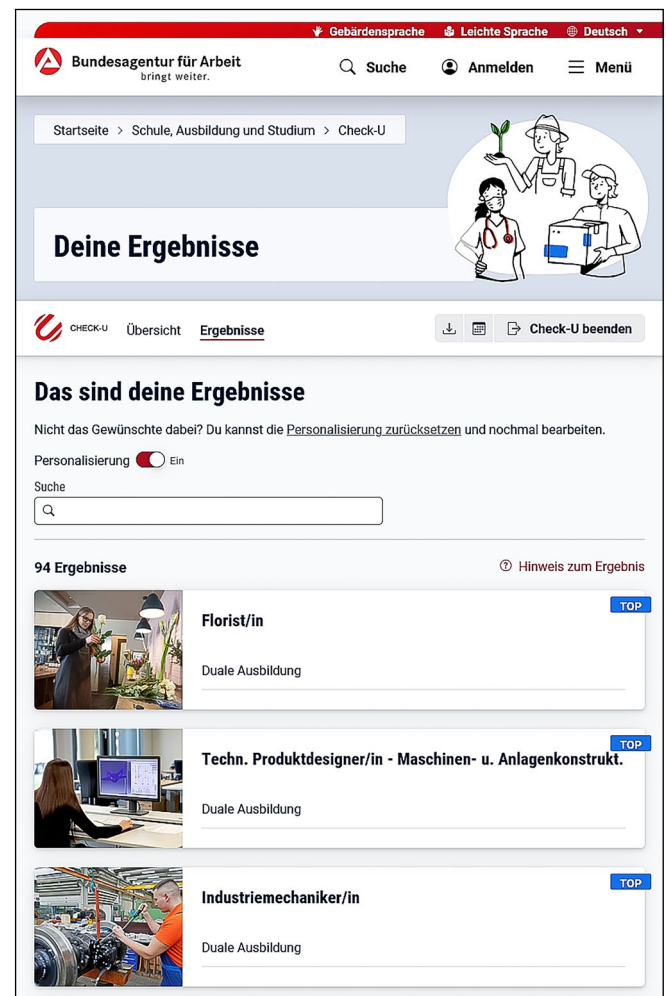 Gebärdensprache Leichte Sprache Deutsch
Bundesagentur für Arbeit
bringt weiter.
Suche Anmelden Menü
Startseite > Schule, Ausbildung und Studium > Check-U
Deine Ergebnisse
CHECK-U Übersicht Ergebnisse Check-U beenden
Das sind deine Ergebnisse
Nicht das Gewünschte dabei? Du kannst die Personalisierung zurücksetzen und nochmal bearbeiten.
Personalisierung Ein
Suche
94 Ergebnisse Hinweis zum Ergebnis
TOP
Florist/in
Duale Ausbildung
TOP
Techn. Produktdesigner/in - Maschinen- u. Anlagenkonstrukt.
Duale Ausbildung
TOP
Industriemechaniker/in
Duale Ausbildung